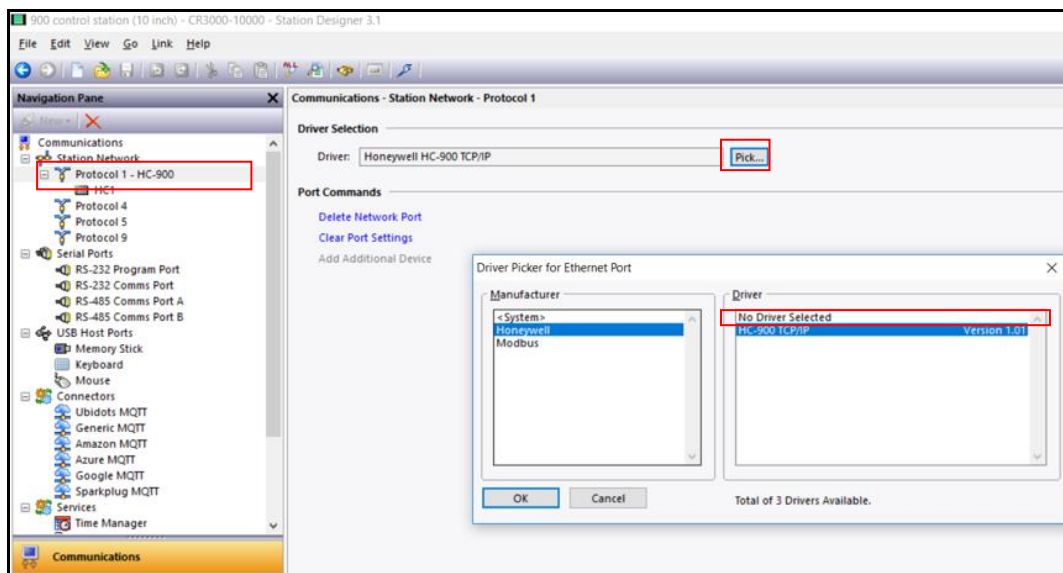 900 control station (10 inch) - CR3000-10000 - Station Designer 3.1
File Edit View Go Link Help
Navigation Pane X
New
Communications
Station Network
Protocol 1 - HC-900
HC1
Protocol 4
Protocol 5
Protocol 9
Serial Ports
RS-232 Program Port
RS-232 Comms Port
RS-485 Comms Port A
RS-485 Comms Port B
USB Host Ports
Memory Stick
Keyboard
Mouse
Connectors
Ubidots MQTT
Generic MQTT
Amazon MQTT
Azure MQTT
Google MQTT
Sparkplug MQTT
Services
Time Manager
Communications
Communications - Station Network - Protocol 1
Driver Selection
Driver: Honeywell HC-900 TCP/IP Pick...
Port Commands
Delete Network Port
Clear Port Settings
Add Additional Device
Driver Picker for Ethernet Port
Manufacturer
<System>
Honeywell
Modbus
Driver
No Driver Selected
HC-900 TCP/IP Version 1.01
OK Cancel Total of 3 Drivers Available.